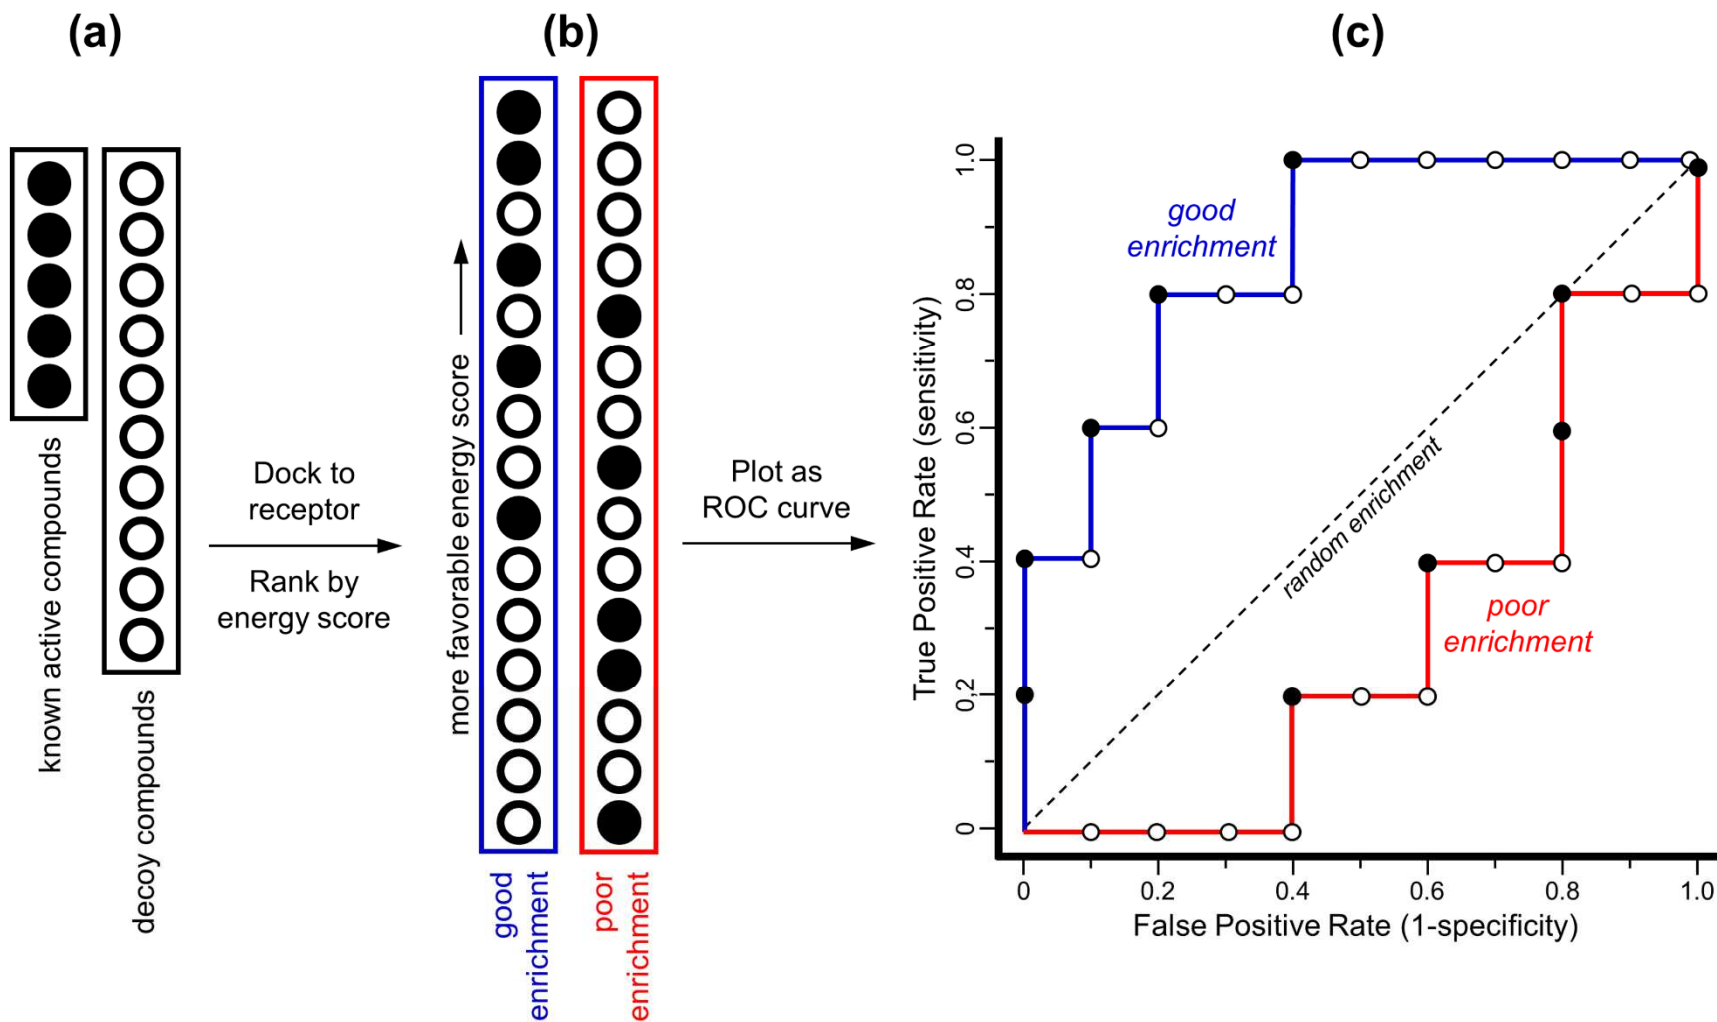 (a)
(b)
(c)
known active compounds
decoy compounds
Dock to
receptor
Rank by
energy score
more favorable energy score
good
enrichment
poor
enrichment
Plot as
ROC curve
True Positive Rate (sensitivity)
1.0
0.8
0.6
0.4
0.2
0
good
enrichment
random enrichment
poor
enrichment
0
0.2
0.4
0.6
0.8
1.0
False Positive Rate (1-specificity)